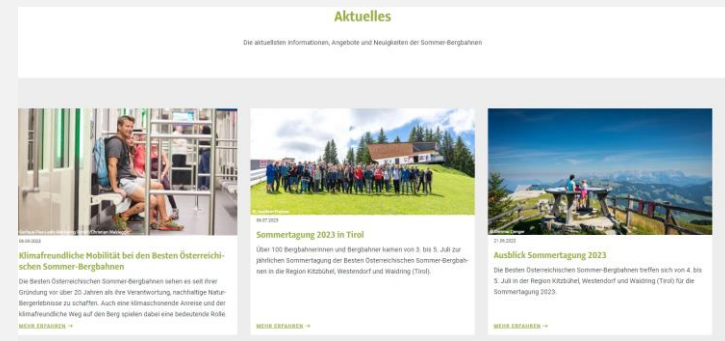 Aktuelles
Die aktuellsten Informationen, Angebote und Neuigkeiten der Sommer-Bergbahnen
Klimafreundliche Mobilität bei den Besten Österreichi-
schen Sommer-Bergbahnen
Die Besten Österreichischen Sommer-Bergbahnen sehen es seit ihrer
Gründung vor über 20 Jahren als ihre Verantwortung, nachhaltige Natur-
Bergerlebnisse zu schaffen. Auch eine klimaschonende Anreise und der
klimafreundliche Weg auf den Berg spielen dabei eine bedeutende Rolle.
MEHR ERFAHREN →
06.07.2023
Sommertagung 2023 in Tirol
Über 100 Bergbahnerinnen und Bergbahner kamen von 3. bis 5. Juli zur
jährlichen Sommertagung der Besten Österreichischen Sommer-Bergbah-
nen in die Region Kitzbühel, Westendorf und Waidring (Tirol).
MEHR ERFAHREN →
21.06.2023
Ausblick Sommertagung 2023
Die Besten Österreichischen Sommer-Bergbahnen treffen sich von 4. bis
5. Juli in der Region Kitzbühel, Westendorf und Waidring (Tirol) für die
Sommertagung 2023.
MEHR ERFAHREN →